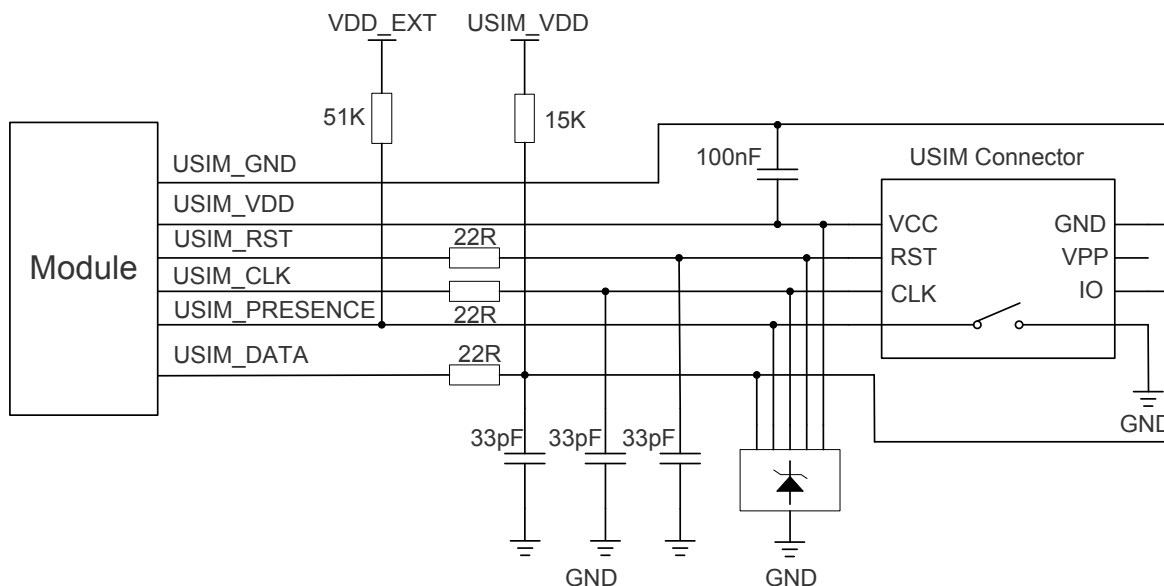 VDD_EXT USIM_VDD
51K 15K
USIM_GND
100nF
USIM Connector
USIM_VDD
VCC GND
USIM_RST 22R
RST VPP
Module
USIM_CLK
CLK IO
USIM_PRESENCE 22R
USIM_DATA 22R
GND
33pF 33pF 33pF
GND GND